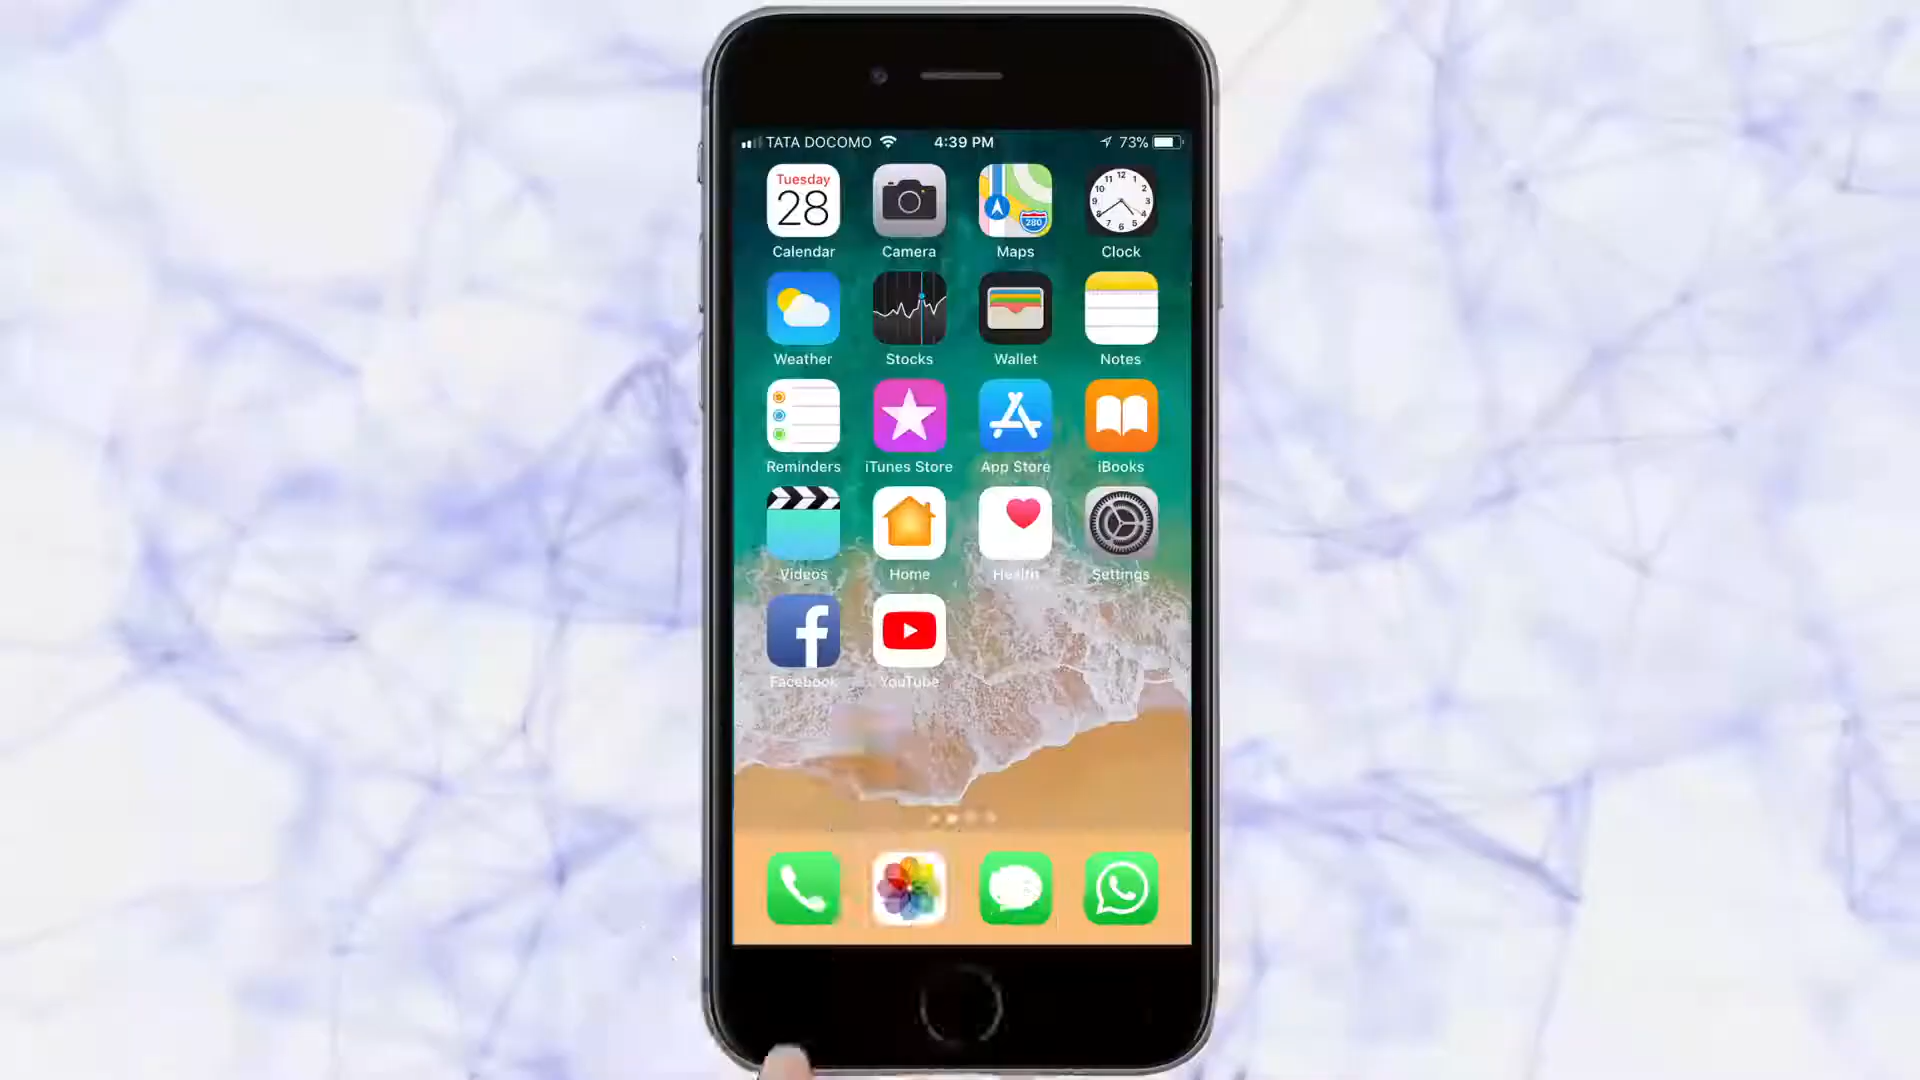 TATA DOCOMO 4:39 PM 73%
Tuesday
28
280
Calendar Camera Maps Clock
Weather Stocks Wallet Notes
Reminders iTunes Store App Store iBooks
Videos Home Health Settings
Facebook YouTube